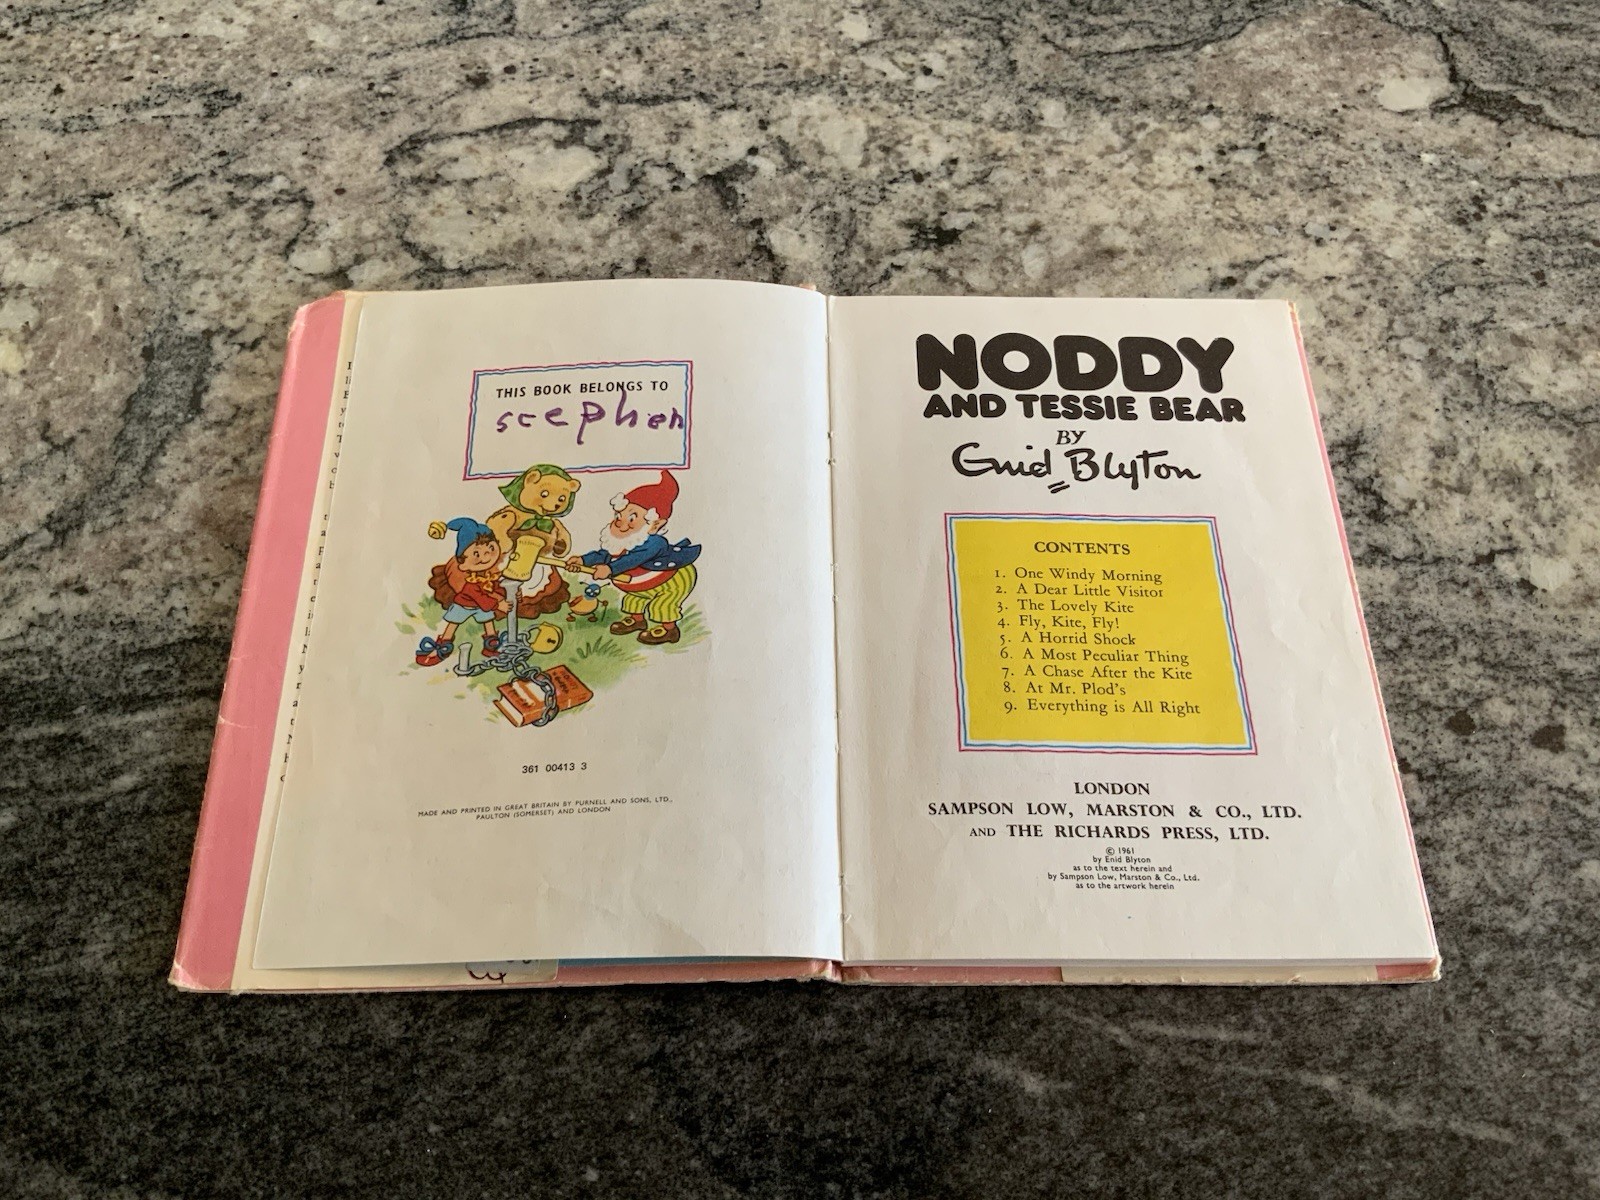 THIS BOOK BELONGS TO
stephen
361 00413 3
MADE AND PRINTED IN GREAT BRITAIN BY PURNELL AND SONS, LTD.,
PAULTON (SOMERSET) AND LONDON
NODDY
AND TESSIE BEAR
BY
Enid Blyton
CONTENTS
1. One Windy Morning
2. A Dear Little Visitor
3. The Lovely Kite
4. Fly, Kite, Fly!
5. A Horrid Shock
6. A Most Peculiar Thing
7. A Chase After the Kite
8. At Mr. Plod's
9. Everything is All Right
LONDON
SAMPSON LOW, MARSTON & CO., LTD.
AND THE RICHARDS PRESS, LTD.
© 1961
by Enid Blyton
as to the text herein and
by Sampson Low, Marston & Co., Ltd.
as to the artwork herein